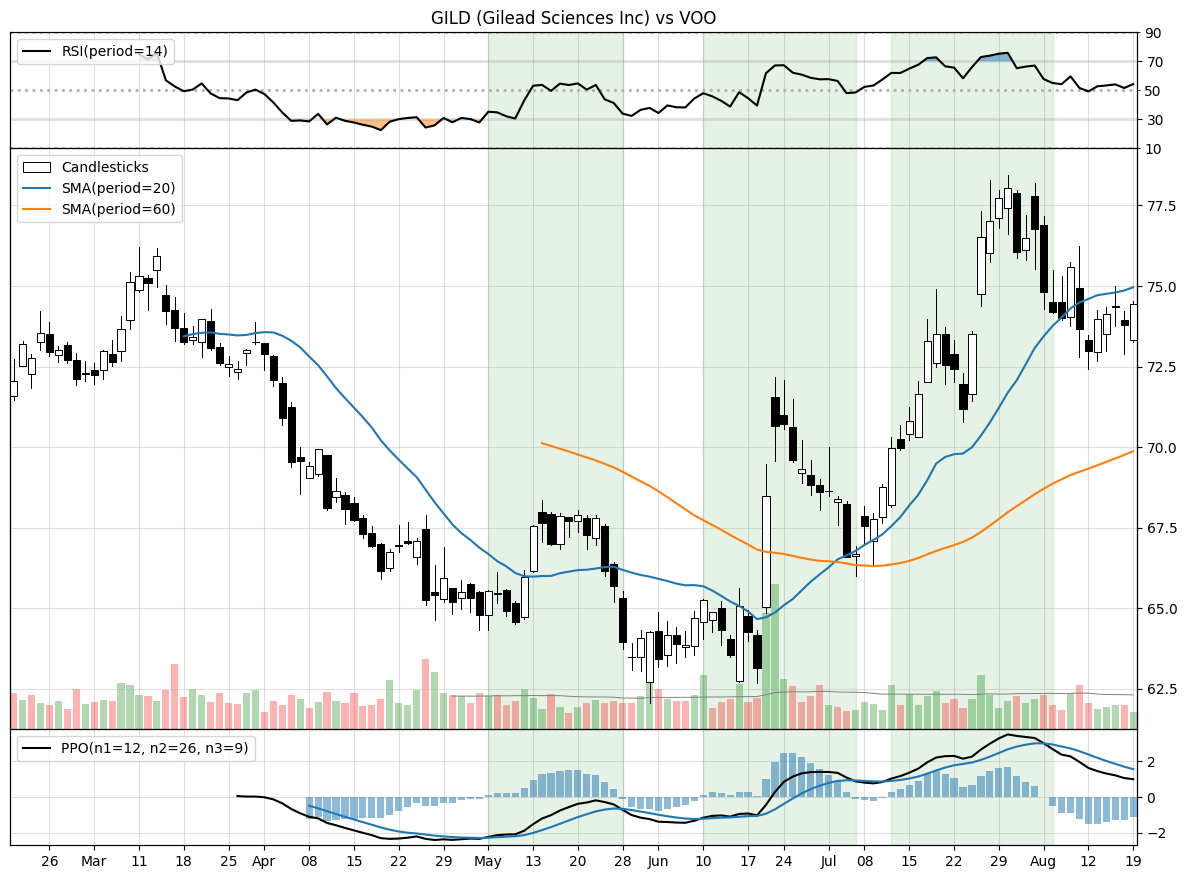 GILD (Gilead Sciences Inc) vs VOO
RSI(period=14)
90
70
50
30
10
Candlesticks
SMA(period=20)
SMA(period=60)
77.5
75.0
72.5
70.0
67.5
65.0
62.5
PPO(n1=12, n2=26, n3=9)
2
0
−2
26 Mar 11 18 25 Apr 08 15 22 29 May 13 20 28 Jun 10 17 24 Jul 08 15 22 29 Aug 12 19